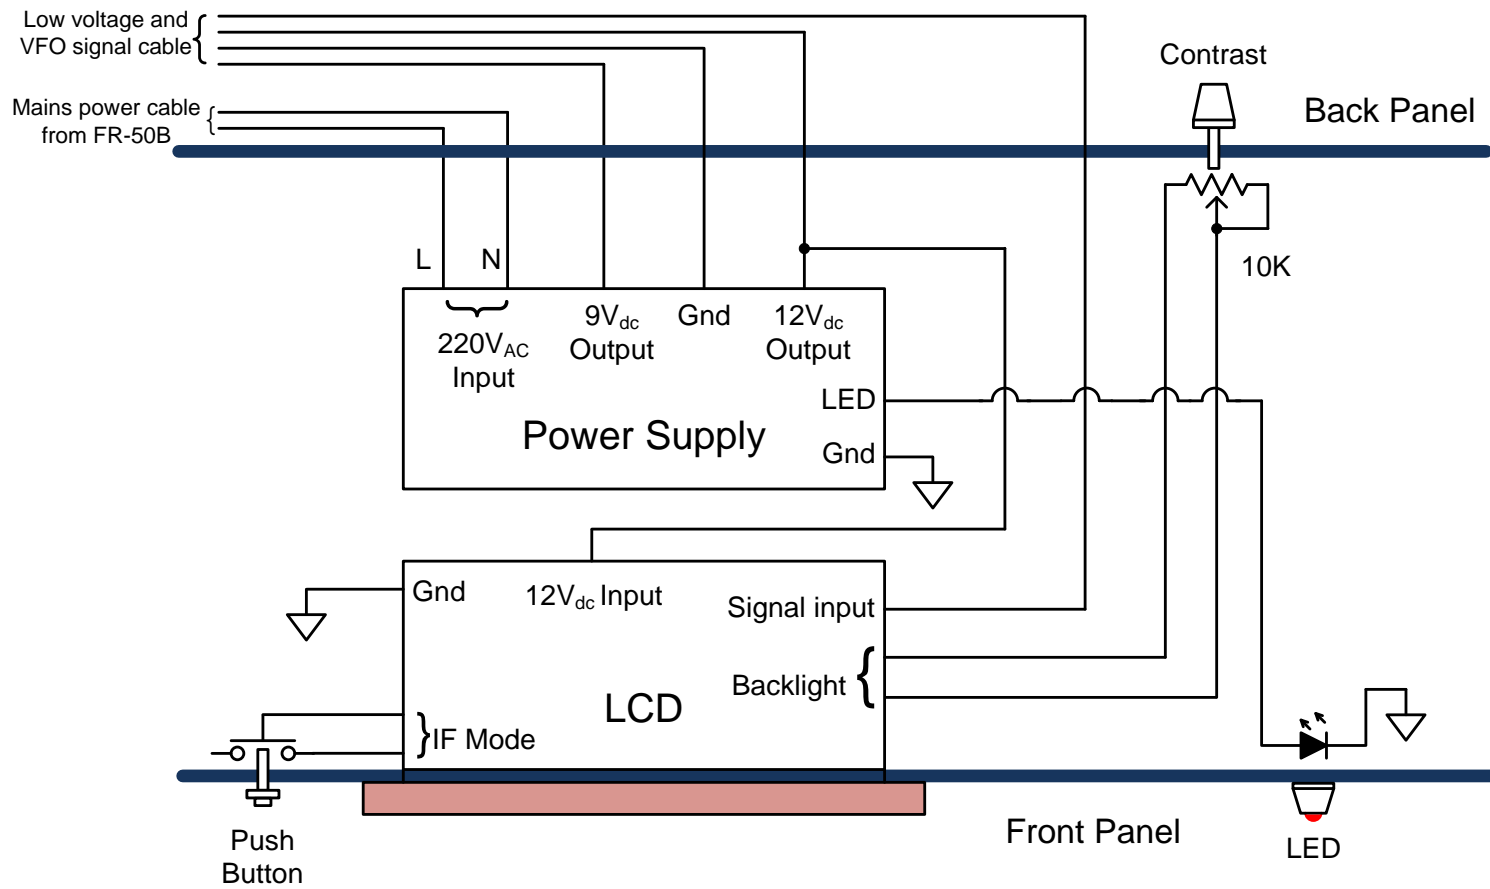 Low voltage and
VFO signal cable
Mains power cable
from FR-50B
Contrast
Back Panel
10K
L
N
220VAC
Input
9Vdc
Output
Gnd
12Vdc
Output
LED
Power Supply
Gnd
Gnd
12Vdc Input
Signal input
Backlight
LCD
IF Mode
Push
Button
Front Panel
LED